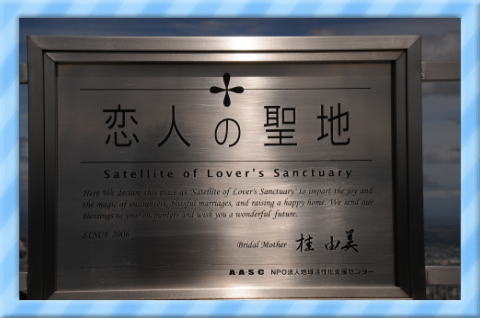 恋人の聖地
Satellite of Lover's Sanctuary
Here We declare this place as 'Satellite of Lover's Sanctuary' to impart the joy and
the magic of encounters, blissful marriages, and raising a happy home. We send our
blessings to your encounters and wish you a wonderful future.
SINCE 2006
Bridal Mother 桂由美
AASC NPO法人地球活性化支援センター